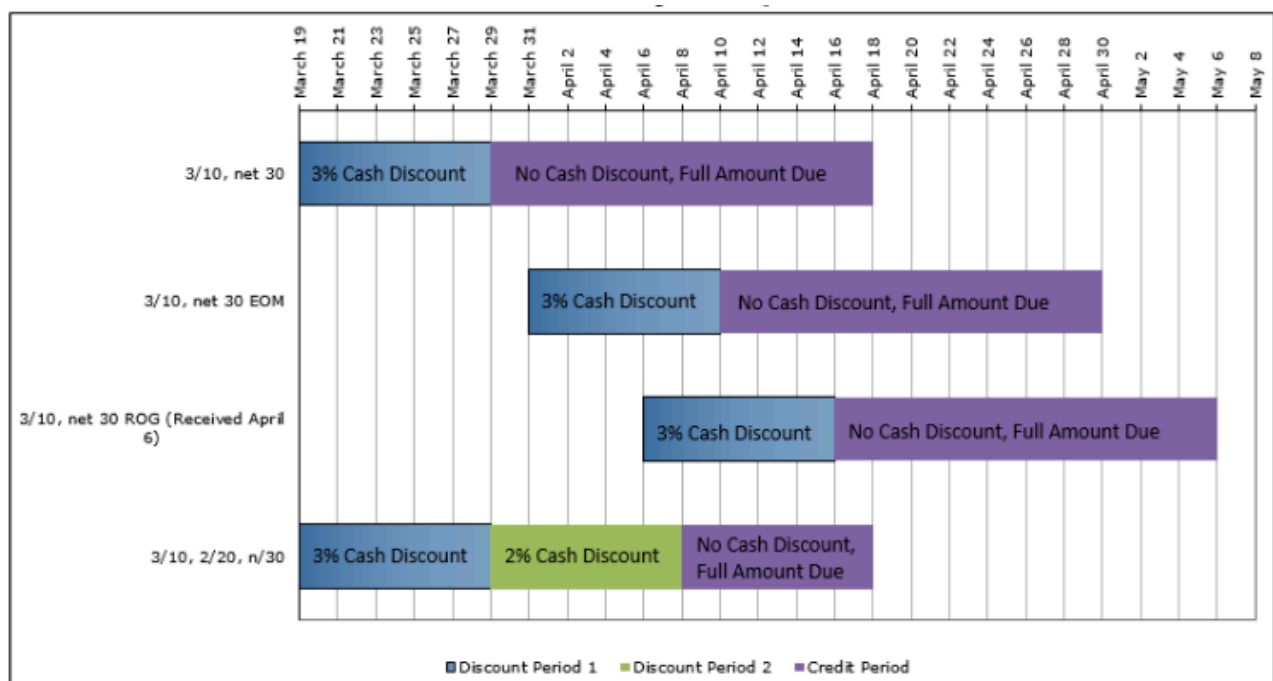 March 19
March 21
March 23
March 25
March 27
March 29
March 31
April 2
April 4
April 6
April 8
April 10
April 12
April 14
April 16
April 18
April 20
April 22
April 24
April 26
April 28
April 30
May 2
May 4
May 6
May 8
3/10, net 30
3% Cash Discount
No Cash Discount, Full Amount Due
3/10, net 30 EOM
3% Cash Discount
No Cash Discount, Full Amount Due
3/10, net 30 ROG (Received April
6)
3% Cash Discount
No Cash Discount, Full Amount Due
3/10, 2/20, n/30
3% Cash Discount
2% Cash Discount
No Cash Discount,
Full Amount Due
Discount Period 1
Discount Period 2
Credit Period